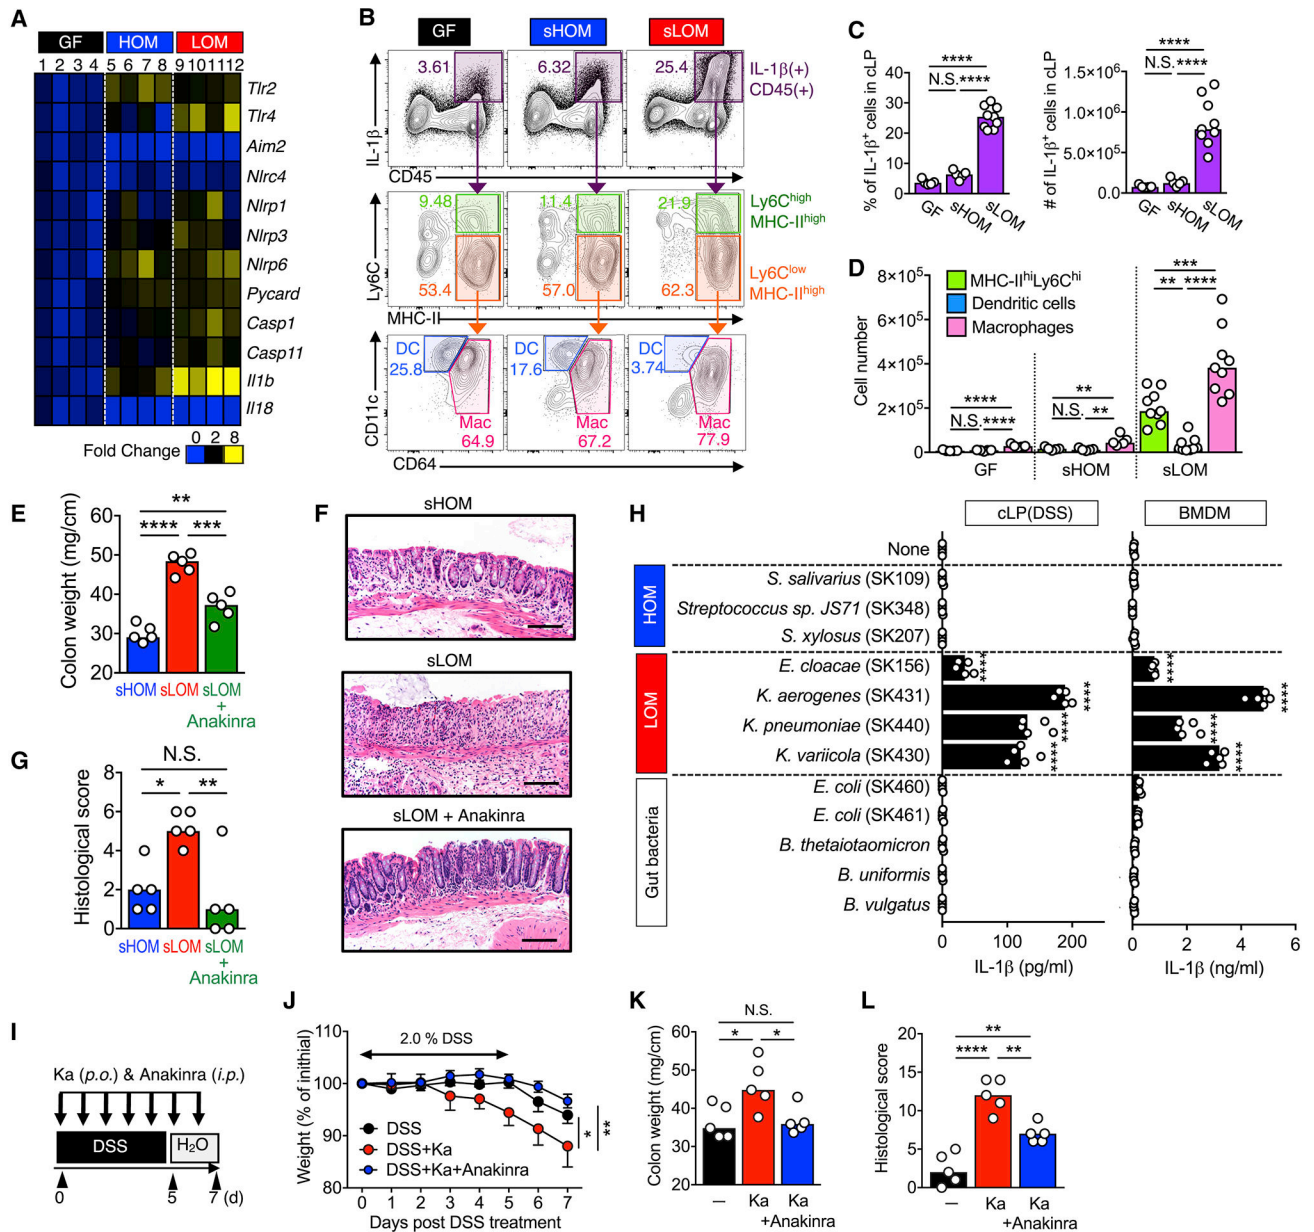 A
GF HOM LOM
1 2 3 4 5 6 7 8 9 10 11 12
Tlr2
Tlr4
Aim2
Nlrc4
Nlrp1
Nlrp3
Nlrp6
Pycard
Casp1
Casp11
Il1b
Il18
0 2 8
Fold Change
B
GF sHOM sLOM
3.61 6.32 25.4
IL-1β(+)
CD45(+)
IL-1β
CD45
9.48 11.4 21.9
Ly6Chigh
MHC-IIhigh
Ly6C
Ly6Clow
MHC-IIhigh
53.4 57.0 62.3
MHC-II
DC DC DC
25.8 17.6 3.74
CD11c
Mac Mac Mac
64.9 67.2 77.9
CD64
C
****
N.S. ****
% of IL-1β+ cells in cLP
40
30
20
10
0
GF sHOM sLOM
****
N.S. ****
# of IL-1β+ cells in cLP
1.5×10⁶
1.0×10⁶
5.0×10⁵
0.0
GF sHOM sLOM
D
MHC-IIhiLy6Chi
Dendritic cells
Macrophages
Cell number
8×10⁵
6×10⁵
4×10⁵
2×10⁵
0
****
N.S. ****
**
N.S. **
***
** ****
GF sHOM sLOM
E
**
**** ***
Colon weight (mg/cm)
60
50
40
30
20
sHOM sLOM sLOM
+
Anakinra
F
sHOM
sLOM
sLOM + Anakinra
G
N.S.
* **
Histological score
8
6
4
2
0
sHOM sLOM sLOM
+
Anakinra
H
cLP(DSS) BMDM
None
HOM
S. salivarius (SK109)
Streptococcus sp. JS71 (SK348)
S. xylosus (SK207)
LOM
E. cloacae (SK156) **** ****
K. aerogenes (SK431) **** ****
K. pneumoniae (SK440) **** ****
K. variicola (SK430) **** ****
Gut bacteria
E. coli (SK460)
E. coli (SK461)
B. thetaiotaomicron
B. uniformis
B. vulgatus
0 100 200
IL-1β (pg/ml)
0 2 4 6
IL-1β (ng/ml)
I
Ka (p.o.) & Anakinra (i.p.)
DSS H₂O
0 5 7 (d)
J
2.0 % DSS
Weight (% of inithial)
110
100
90
80
DSS
DSS+Ka
DSS+Ka+Anakinra
* **
0 1 2 3 4 5 6 7
Days post DSS treatment
K
N.S.
* *
Colon weight (mg/cm)
60
50
40
30
20
— Ka Ka
+Anakinra
L
**
**** **
Histological score
20
15
10
5
0
— Ka Ka
+Anakinra